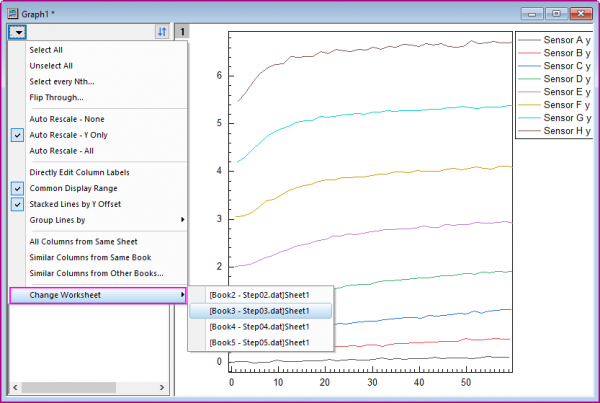 Graph1 *
1
Select All
Unselect All
Select every Nth...
Flip Through...
Auto Rescale - None
Auto Rescale - Y Only
Auto Rescale - All
Directly Edit Column Labels
Common Display Range
Stacked Lines by Y Offset
Group Lines by
All Columns from Same Sheet
Similar Columns from Same Book
Similar Columns from Other Books...
Change Worksheet
[Book2 - Step02.dat]Sheet1
[Book3 - Step03.dat]Sheet1
[Book4 - Step04.dat]Sheet1
[Book5 - Step05.dat]Sheet1
6
5
4
3
2
0
0 10 20 30 40 50
Sensor A y
Sensor B y
Sensor C y
Sensor D y
Sensor E y
Sensor F y
Sensor G y
Sensor H y